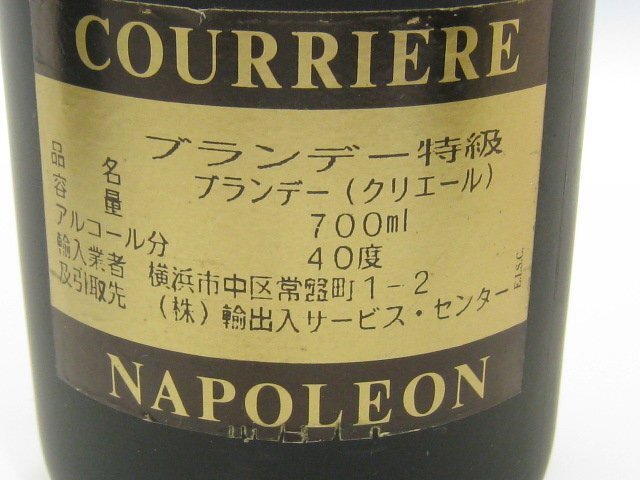 COURRIERE
ブランデー特級
品名 ブランデー(クリエール)
容量 700ml
アルコール分 40度
輸入業者 横浜市中区常盤町1-2
及引取先 (株)輸出入サービス・センター
E.I.S.C.
NAPOLEON